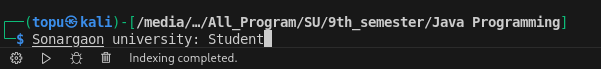 ┌──(topu㉿kali)-[/media/…/All_Program/SU/9th_semester/Java Programming]
└─$ Sonargaon university: Student
Indexing completed.